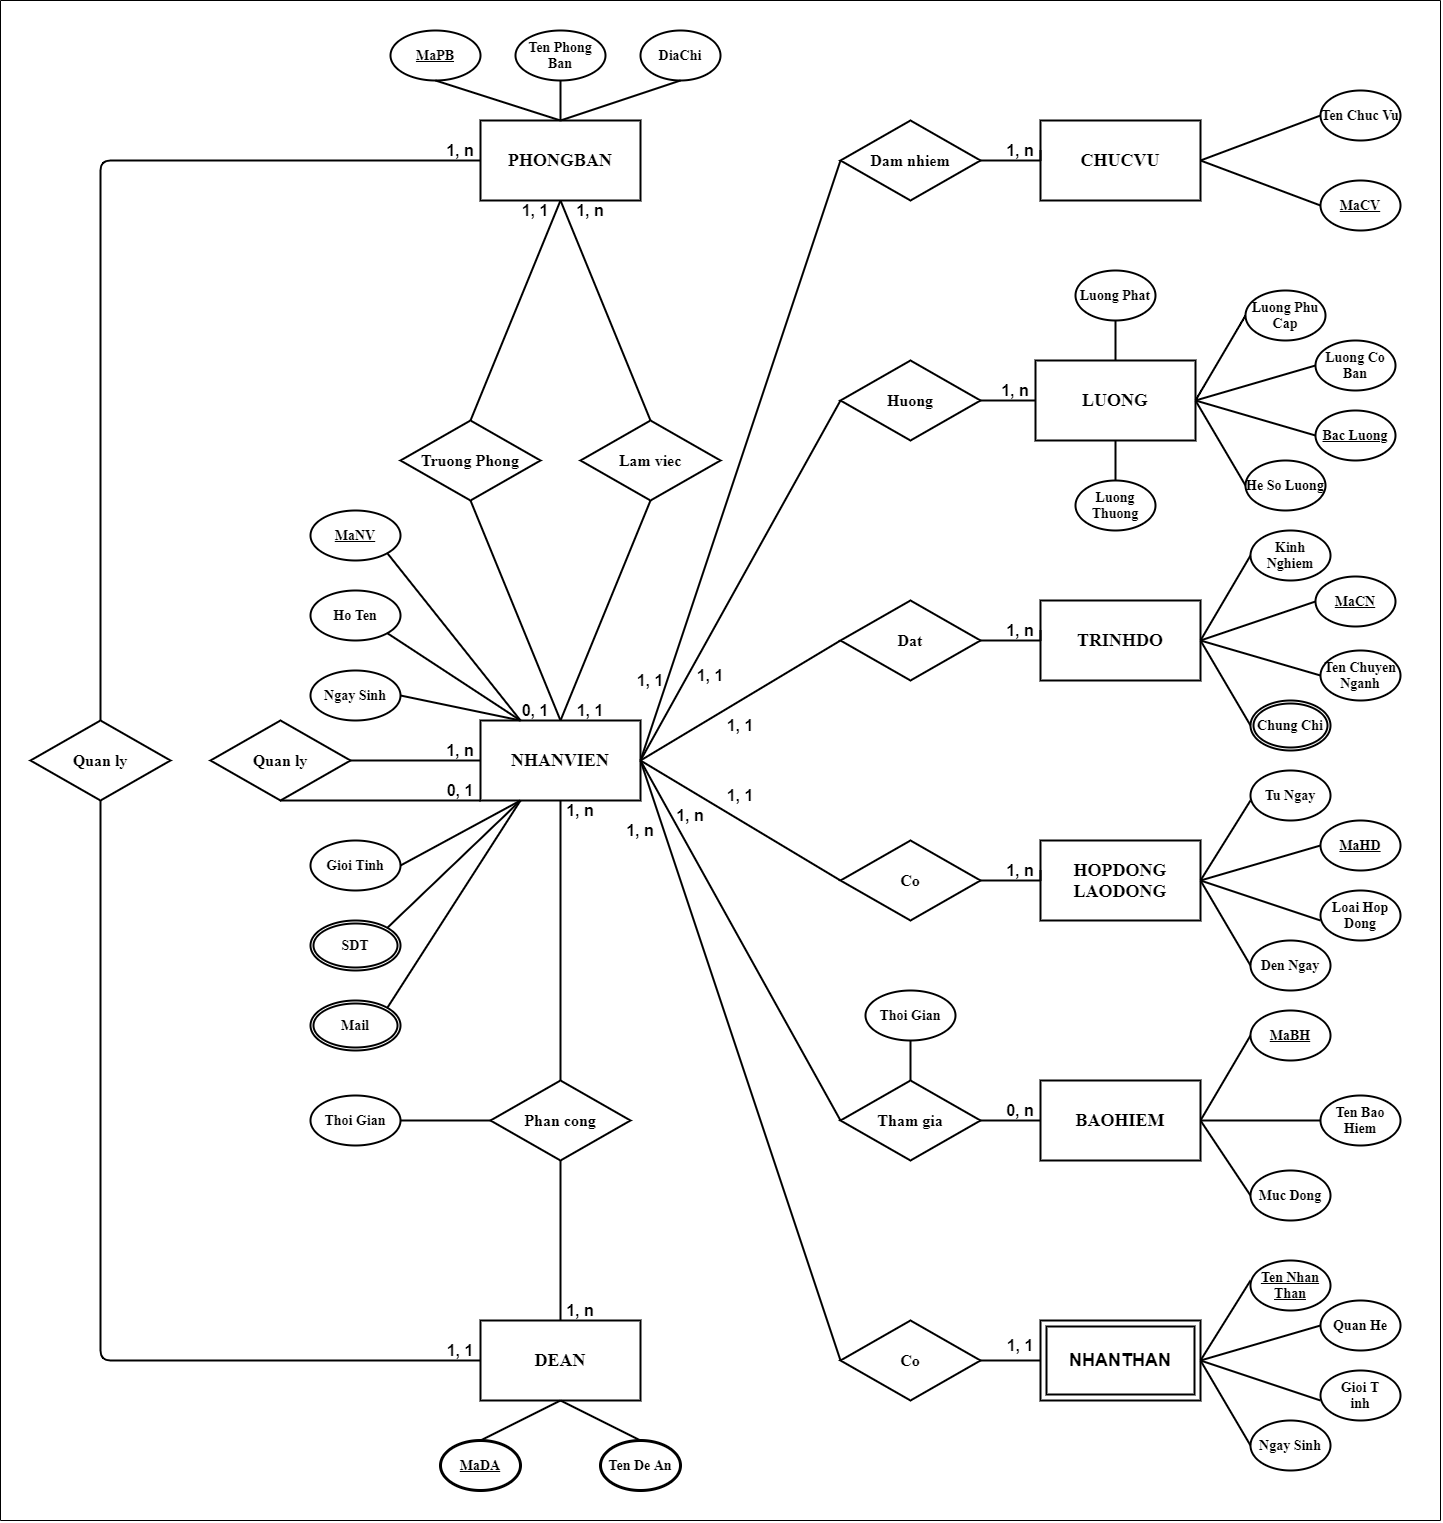 MaPB
Ten Phong
Ban
DiaChi
PHONGBAN
1, n
1, 1
1, n
Truong Phong
Lam viec
MaNV
Ho Ten
Ngay Sinh
0, 1
1, 1
NHANVIEN
Quan ly
Quan ly
1, n
0, 1
Gioi Tinh
SDT
Mail
1, n
Thoi Gian
Phan cong
1, n
DEAN
1, 1
MaDA
Ten De An
Dam nhiem
1, n
CHUCVU
Ten Chuc Vu
MaCV
Luong Phat
Huong
1, n
LUONG
Luong Phu
Cap
Luong Co
Ban
Bac Luong
He So Luong
Luong
Thuong
1, 1
1, 1
1, 1
Dat
1, n
TRINHDO
Kinh
Nghiem
MaCN
Ten Chuyen
Nganh
Chung Chi
1, 1
1, n
1, n
Co
1, n
HOPDONG
LAODONG
Tu Ngay
MaHD
Loai Hop
Dong
Den Ngay
Thoi Gian
Tham gia
0, n
BAOHIEM
MaBH
Ten Bao
Hiem
Muc Dong
Co
1, 1
NHANTHAN
Ten Nhan
Than
Quan He
Gioi T
inh
Ngay Sinh